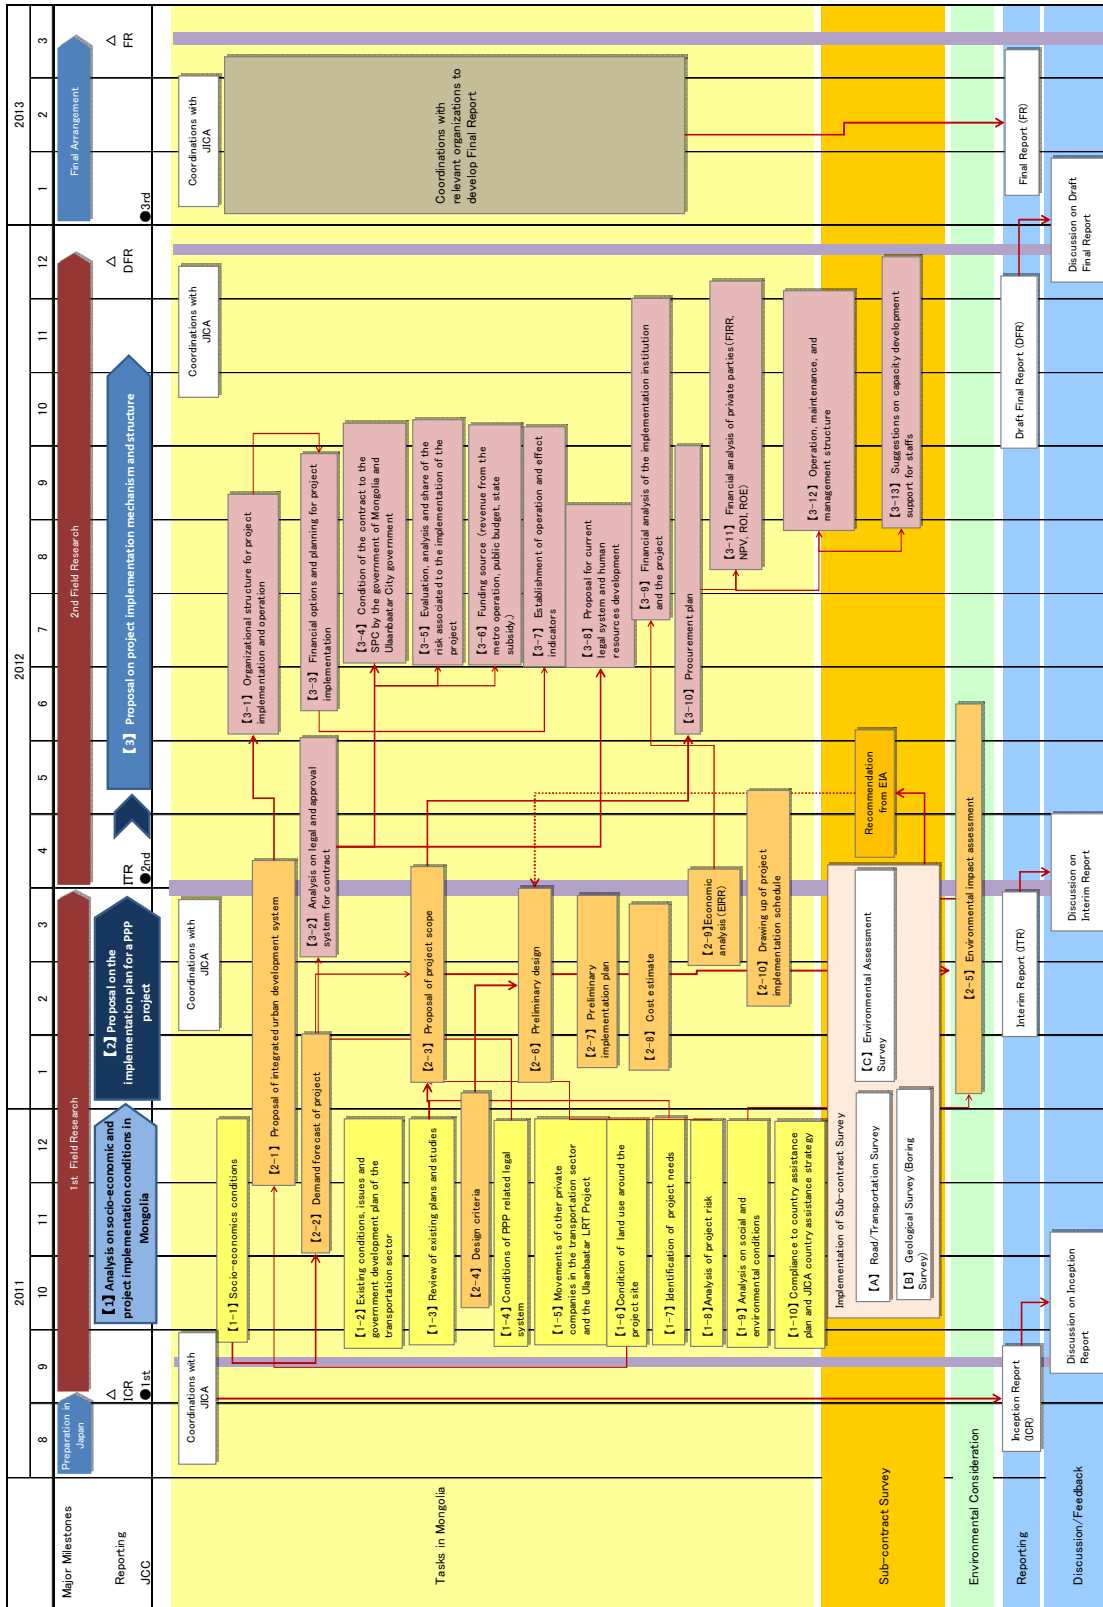 2011
2012
2013
8
9
10
11
12
1
2
3
4
5
6
7
8
9
10
11
12
1
2
3
Major Milestones
Preparation in
Japan
1st Field Research
2nd Field Research
Final Arrangement
【1】 Analysis on socio-economic and
project implementation conditions in
Mongolia
【2】 Proposal on the
implementation plan for a PPP
project
【3】 Proposal on project implementation mechanism and structure
Reporting
△
ICR
ITR
△
DFR
△
FR
JCC
●1st
●2nd
●3rd
Tasks in Mongolia
Coordinations with
JICA
Coordinations with
JICA
Coordinations with
JICA
Coordinations with
JICA
【1-1】 Socio-economics conditions
【1-2】 Existing conditions, issues and
government development plan of the
transportation sector
【1-3】 Review of existing plans and studies
【1-4】 Conditions of PPP related legal
system
【1-5】 Movements of other private
companies in the transportation sector
and the Ulaanbaatar LRT Project
【1-6】Condition of land use around the
project site
【1-7】 Identification of project needs
【1-8】Analysis of project risk
【1-9】 Analysis on social and
environmental conditions
【1-10】 Compliance to country assistance
plan and JICA country assistance strategy
【2-1】 Proposal of integrated urban development system
【2-2】 Demand forecast of project
【2-3】 Proposal of project scope
【2-4】 Design criteria
【2-6】 Preliminary design
【2-7】 Preliminary
implementation plan
【2-8】 Cost estimate
【2-9】Economic
analysis (EIRR)
【2-10】 Drawing up of project
implementation schedule
【3-1】 Organizational structure for project
implementation and operation
【3-2】 Analysis on legal and approval
system for contract
【3-3】 Financial options and planning for project
implementation
【3-4】 Condition of the contract to the
SPC by the government of Mongolia and
Ulaanbaatar City government
【3-5】 Evaluation, analysis and share of the
risk associated to the implementation of the
project
【3-6】 Funding source (revenue from the
metro operation, public budget, state
subsidy.)
【3-7】 Establishment of operation and effect
indicators
【3-8】 Proposal for current
legal system and human
resources development
【3-9】 Financial analysis of the implementation institution
and the project
【3-10】 Procurement plan
【3-11】 Financial analysis of private parties (FIRR,
NPV, ROI, ROE)
【3-12】 Operation, maintenance, and
management structure
【3-13】 Suggestions on capacity development
support for staffs
Coordinations with
relevant organizations to
develop Final Report
Sub-contract Survey
Implementation of Sub-contract Survey
【A】 Road/Transportation Survey
【B】 Geological Survey (Boring
Survey)
【C】 Environmental Assessment
Survey
Recommendation
from EIA
Environmental Consideration
【2-5】 Environmental impact assessment
Reporting
Inception Report
(ICR)
Interim Report (ITR)
Draft Final Report (DFR)
Final Report (FR)
Discussion/Feedback
Discussion on Inception
Report
Discussion on
Interim Report
Discussion on Draft
Final Report